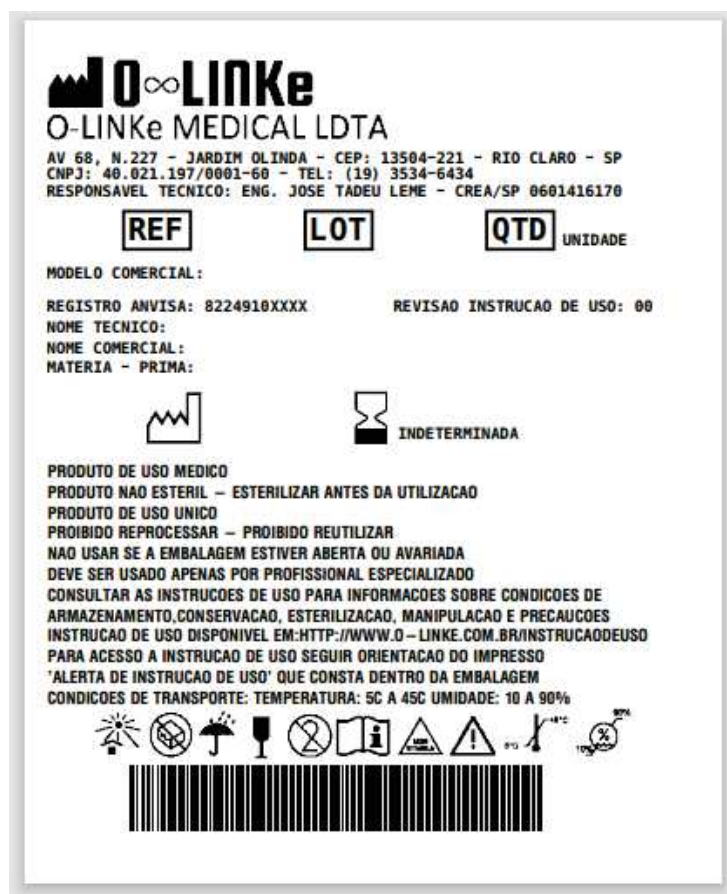 O∞LINKe
O-LINKe MEDICAL LDTA
AV 68, N.227 - JARDIM OLINDA - CEP: 13504-221 - RIO CLARO - SP
CNPJ: 40.021.197/0001-60 - TEL: (19) 3534-6434
RESPONSAVEL TECNICO: ENG. JOSE TADEU LEME - CREA/SP 0601416170
REF LOT QTD UNIDADE
MODELO COMERCIAL:
REGISTRO ANVISA: 8224910XXXX REVISAO INSTRUCAO DE USO: 00
NOME TECNICO:
NOME COMERCIAL:
MATERIA - PRIMA:
INDETERMINADA
PRODUTO DE USO MEDICO
PRODUTO NAO ESTERIL – ESTERILIZAR ANTES DA UTILIZACAO
PRODUTO DE USO UNICO
PROIBIDO REPROCESSAR – PROIBIDO REUTILIZAR
NAO USAR SE A EMBALAGEM ESTIVER ABERTA OU AVARIADA
DEVE SER USADO APENAS POR PROFISSIONAL ESPECIALIZADO
CONSULTAR AS INSTRUCOES DE USO PARA INFORMACOES SOBRE CONDICOES DE
ARMAZENAMENTO,CONSERVACAO, ESTERILIZACAO, MANIPULACAO E PRECAUCOES
INSTRUCAO DE USO DISPONIVEL EM:HTTP://WWW.O–LINKE.COM.BR/INSTRUCAODEUSO
PARA ACESSO A INSTRUCAO DE USO SEGUIR ORIENTACAO DO IMPRESSO
'ALERTA DE INSTRUCAO DE USO' QUE CONSTA DENTRO DA EMBALAGEM
CONDICOES DE TRANSPORTE: TEMPERATURA: 5C A 45C UMIDADE: 10 A 90%
2 i % 90%